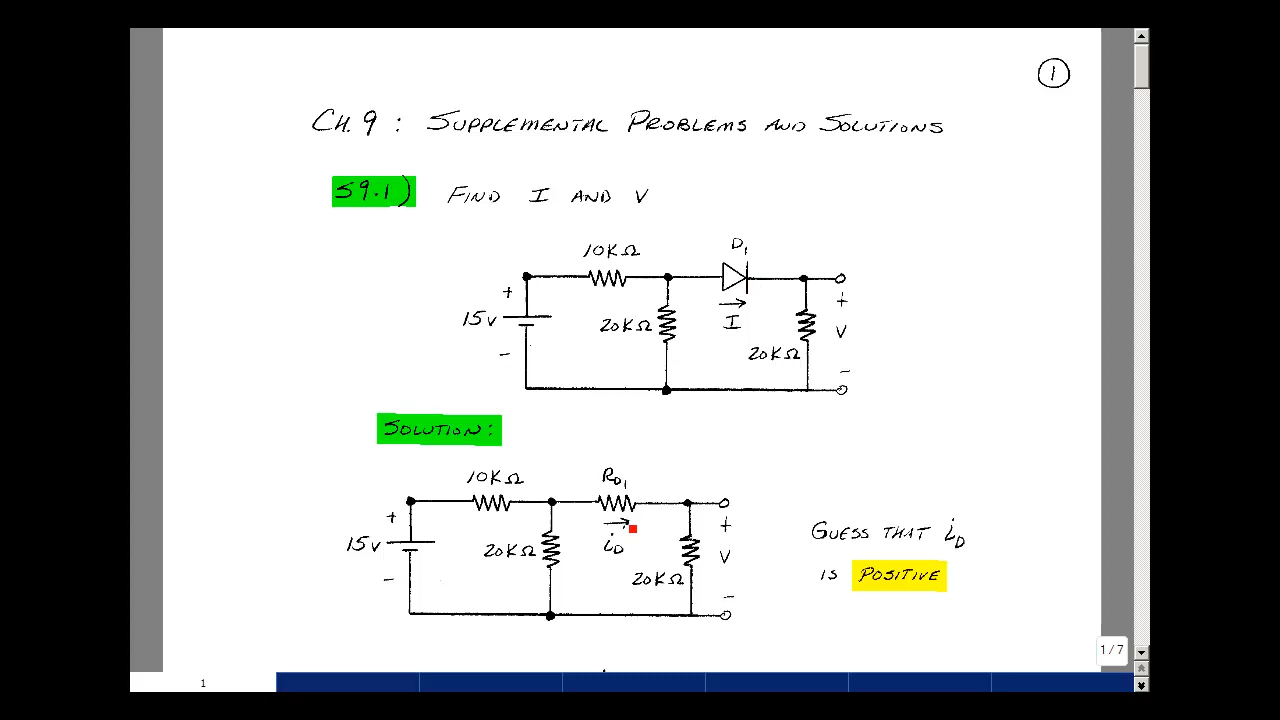 1
CH. 9 : SUPPLEMENTAL PROBLEMS AND SOLUTIONS
S9.1) FIND I AND V
D1
10KΩ
+
15V
-
20KΩ
I
20KΩ
+
V
-
SOLUTION:
10KΩ
RD1
+
15V
-
20KΩ
iD
20KΩ
+
V
-
GUESS THAT iD
IS POSITIVE
1/7
1